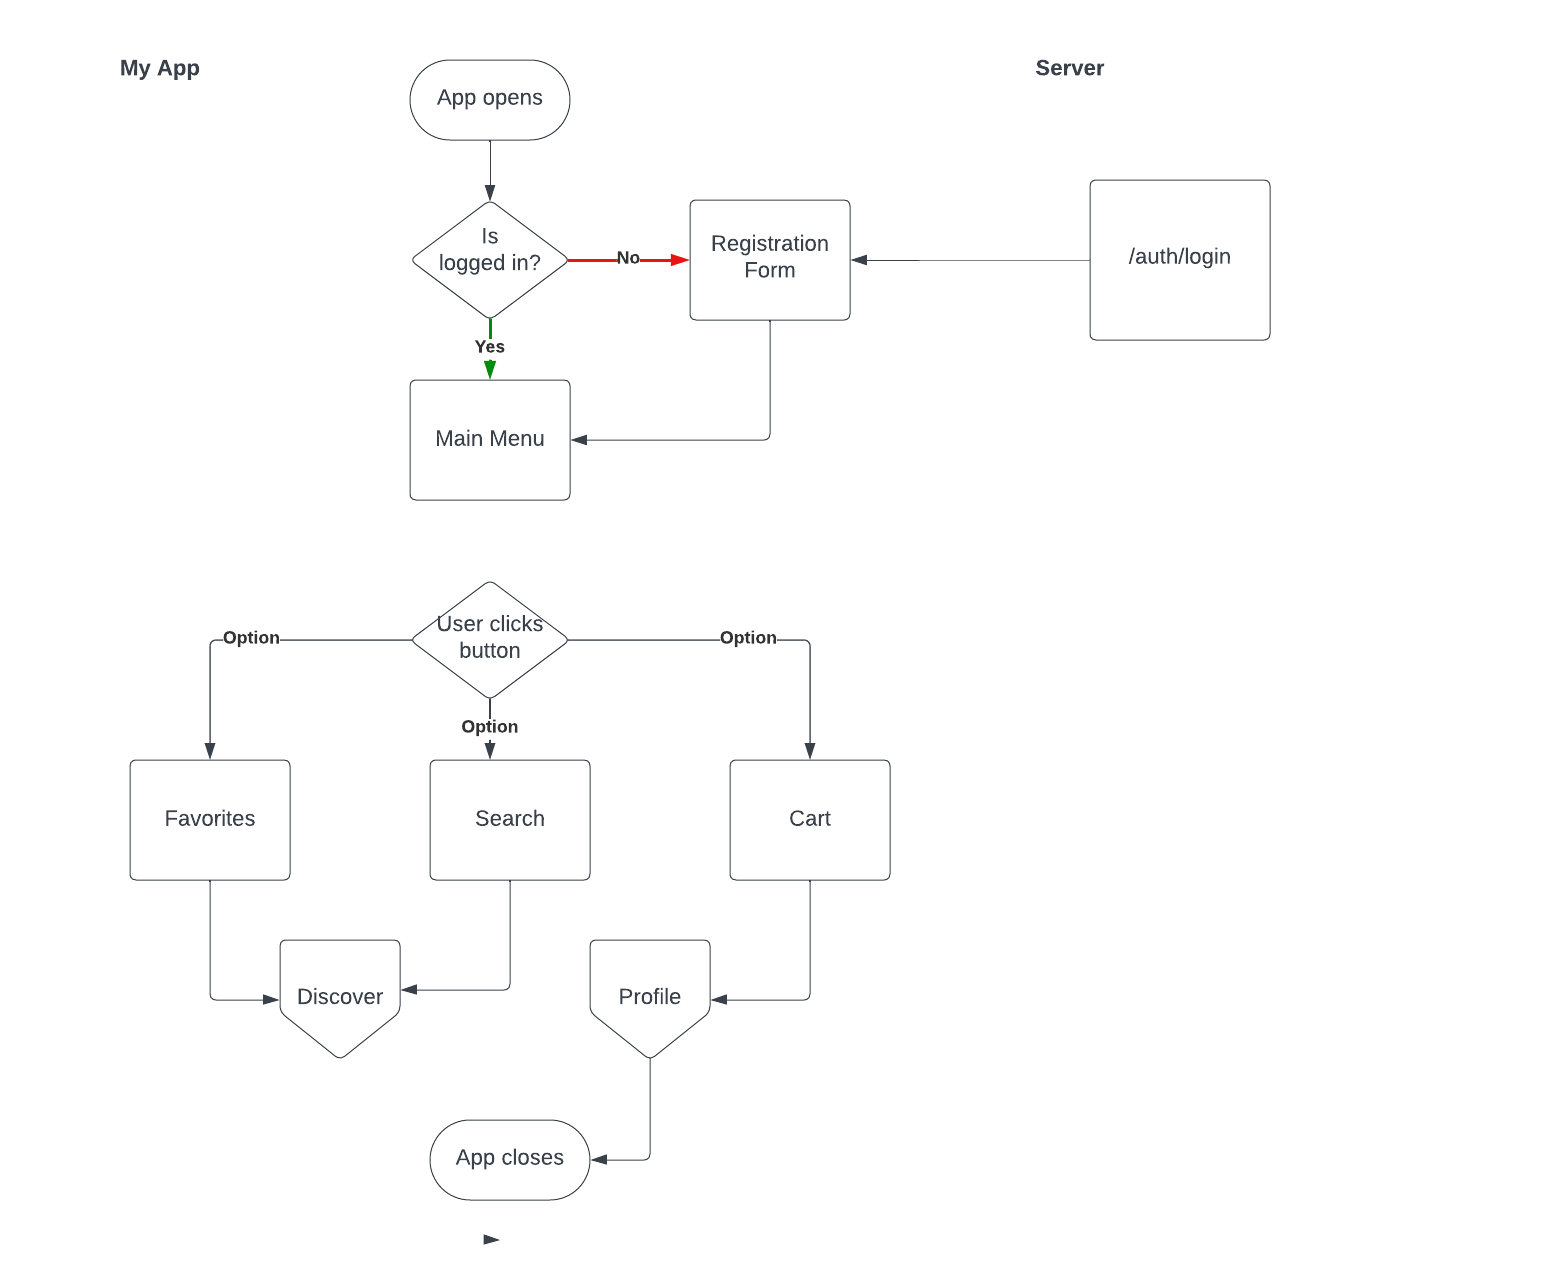 My App
App opens
Server
Is
logged in?
No
Registration
Form
/auth/login
Yes
Main Menu
User clicks
button
Option
Option
Option
Favorites
Search
Cart
Discover
Profile
App closes